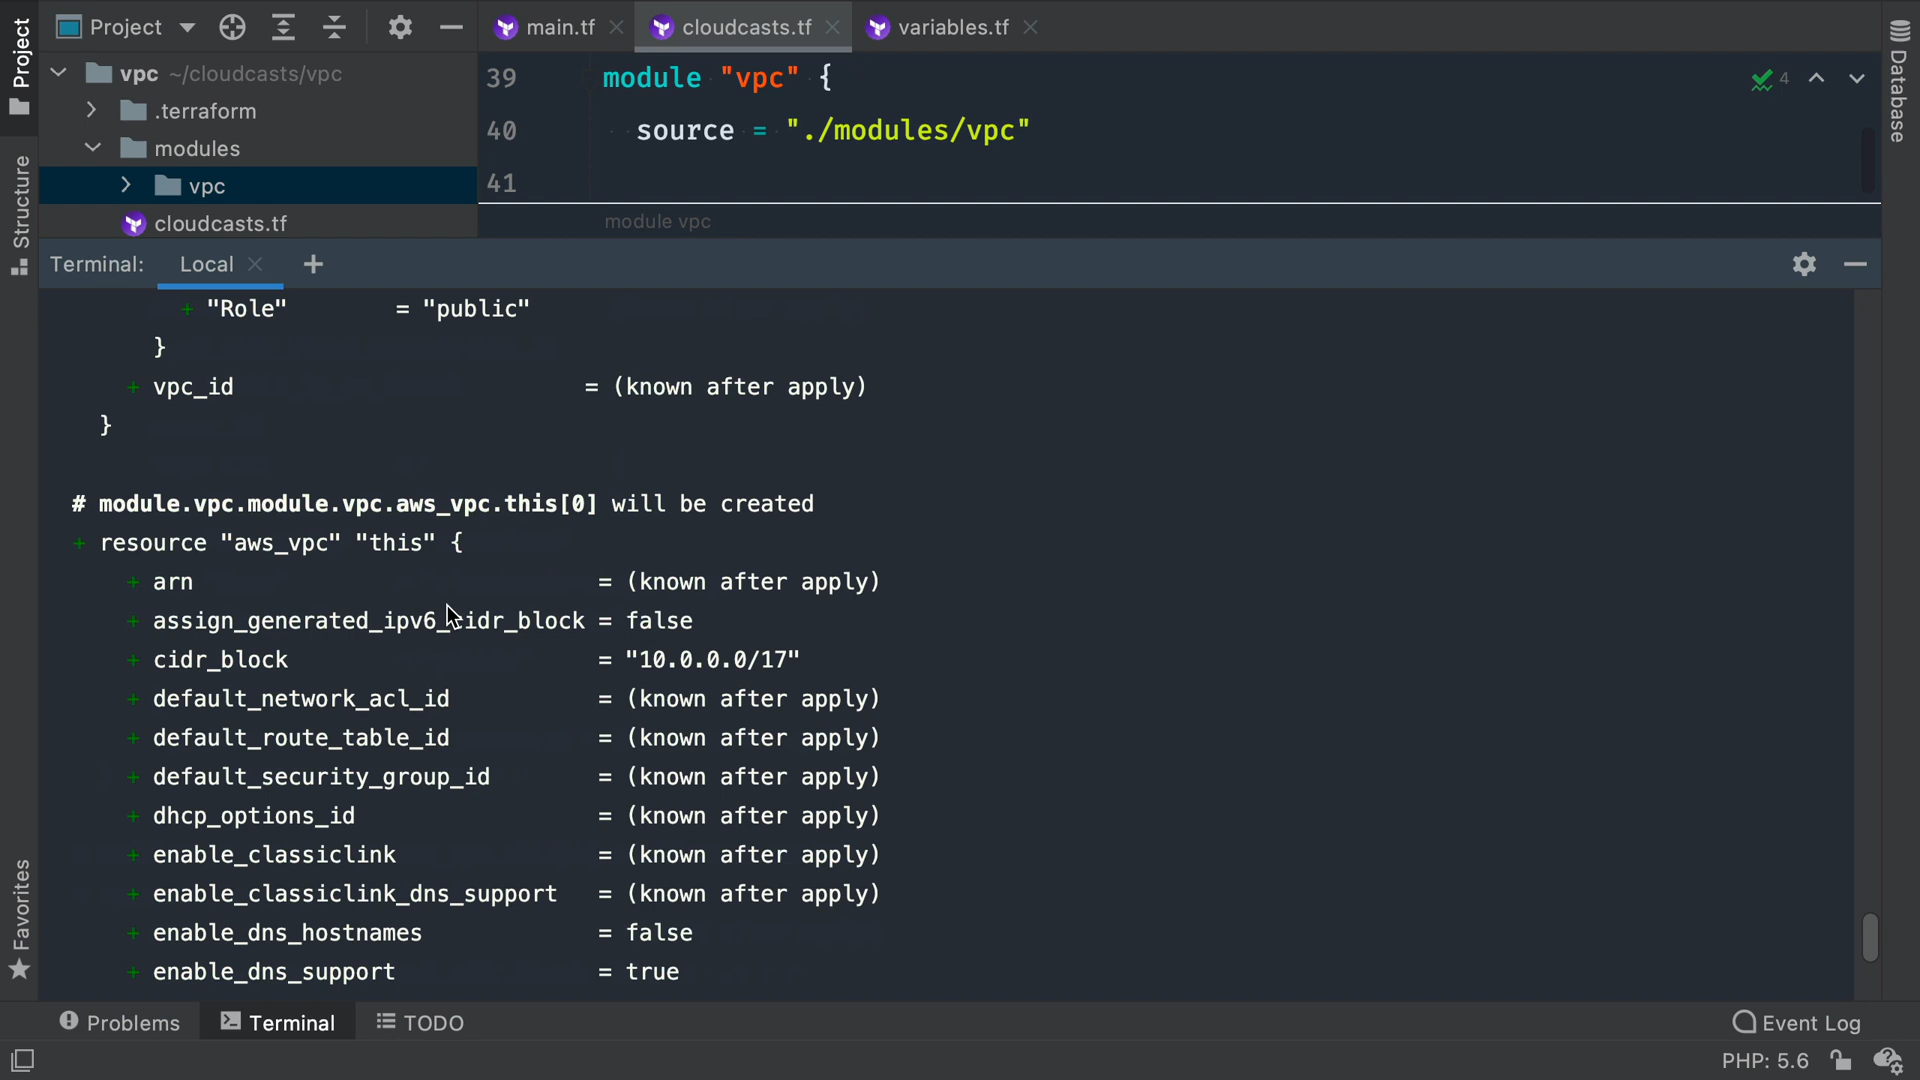 Project
main.tf
cloudcasts.tf
variables.tf
Project
Structure
Favorites
Database
vpc ~/cloudcasts/vpc
.terraform
modules
vpc
cloudcasts.tf
39 module "vpc" {
40 source = "./modules/vpc"
41
4
module vpc
Terminal: Local
+ "Role" = "public"
}
+ vpc_id = (known after apply)
}
# module.vpc.module.vpc.aws_vpc.this[0] will be created
+ resource "aws_vpc" "this" {
+ arn = (known after apply)
+ assign_generated_ipv6_cidr_block = false
+ cidr_block = "10.0.0.0/17"
+ default_network_acl_id = (known after apply)
+ default_route_table_id = (known after apply)
+ default_security_group_id = (known after apply)
+ dhcp_options_id = (known after apply)
+ enable_classiclink = (known after apply)
+ enable_classiclink_dns_support = (known after apply)
+ enable_dns_hostnames = false
+ enable_dns_support = true
Problems
Terminal
TODO
Event Log
PHP: 5.6